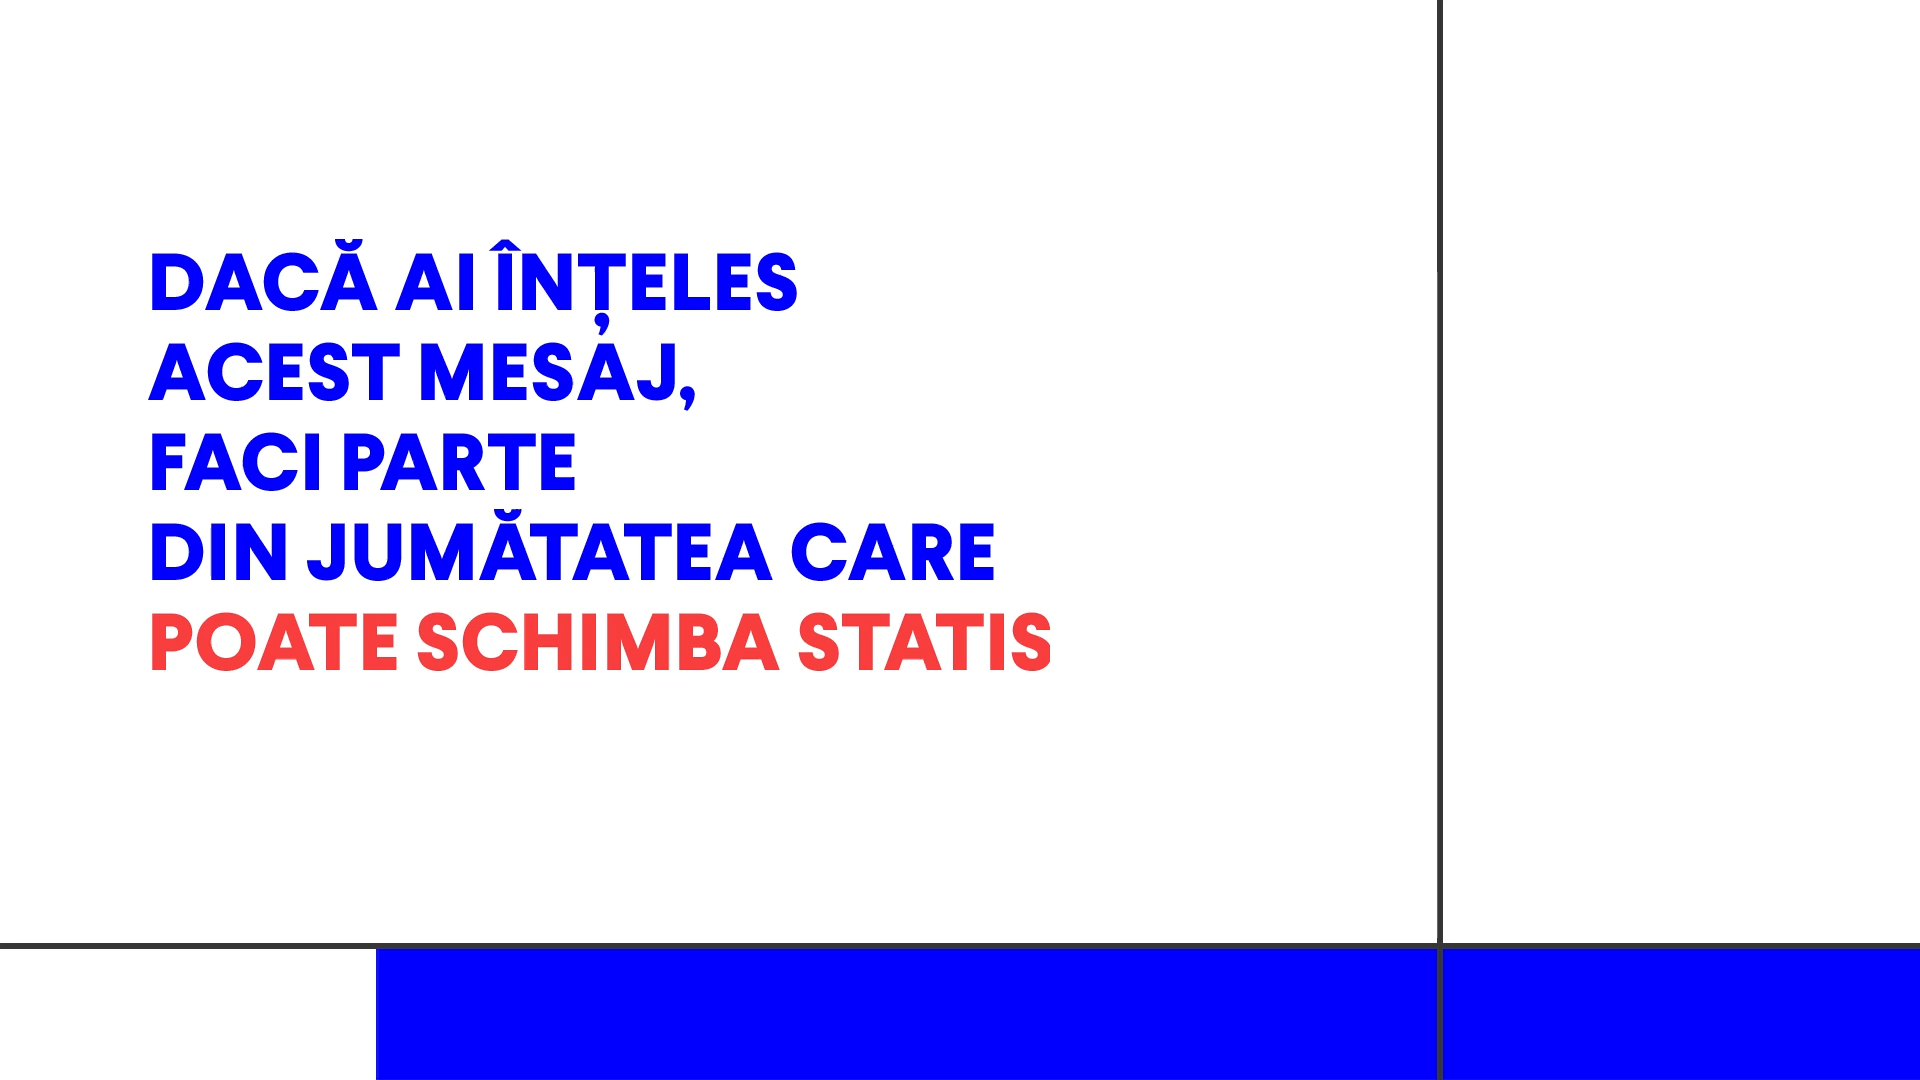 DACĂ AI ÎNȚELES
ACEST MESAJ,
FACI PARTE
DIN JUMĂTATEA CARE
POATE SCHIMBA STATIS